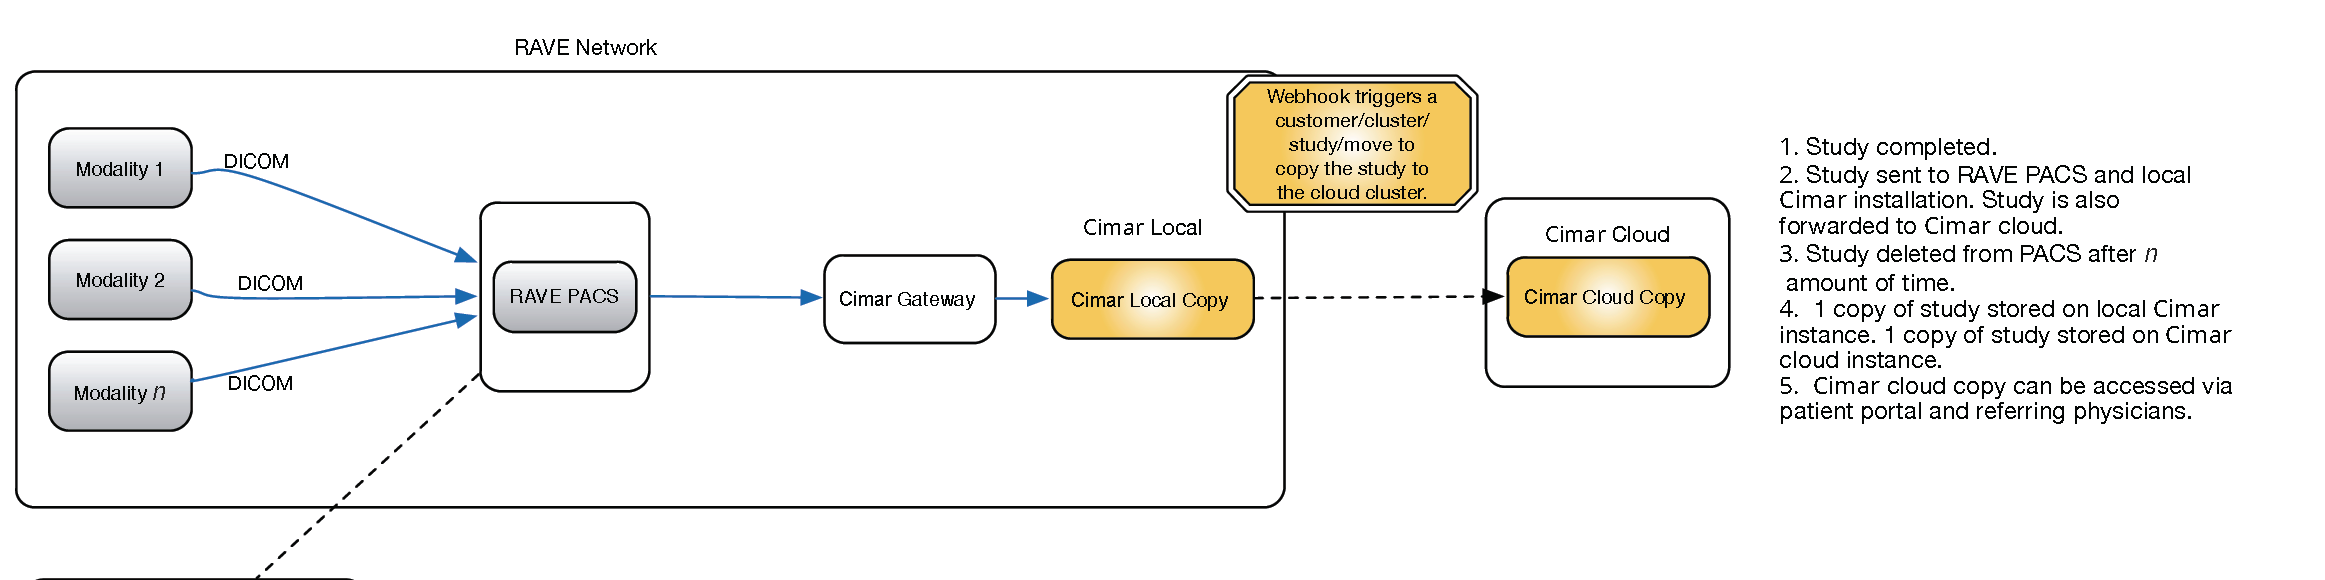 RAVE Network
Webhook triggers a
customer/cluster/
study/move to
copy the study to
the cloud cluster.
Modality 1
DICOM
Modality 2
DICOM
Modality n
DICOM
RAVE PACS
Cimar Gateway
Cimar Local
Cimar Local Copy
Cimar Cloud
Cimar Cloud Copy
1. Study completed.
2. Study sent to RAVE PACS and local
Cimar installation. Study is also
forwarded to Cimar cloud.
3. Study deleted from PACS after n
amount of time.
4.  1 copy of study stored on local Cimar
instance. 1 copy of study stored on Cimar
cloud instance.
5.  Cimar cloud copy can be accessed via
patient portal and referring physicians.